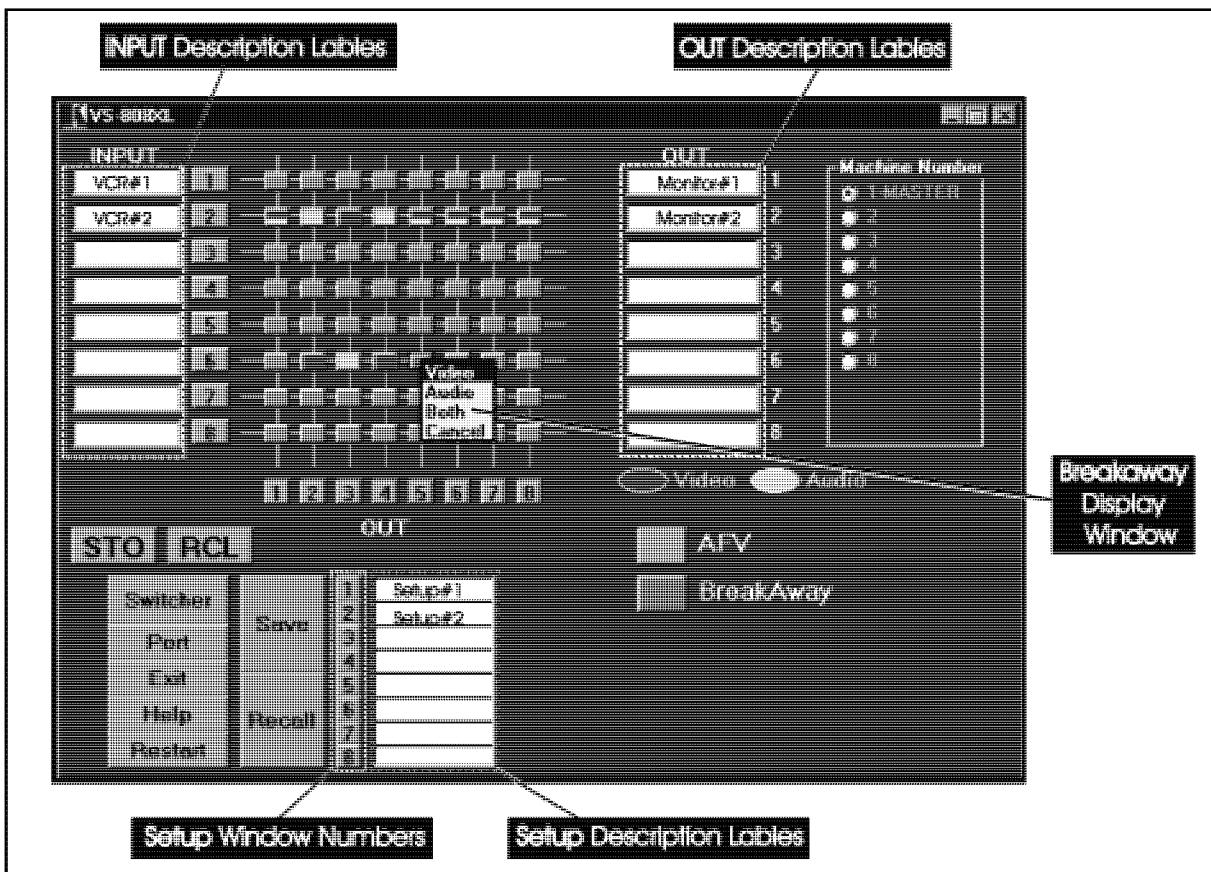 INPUT Description Lables
OUT Description Lables
VS-808XL
INPUT
VCR#1
VCR#2
1
2
3
4
5
6
7
8
Video
Audio
Both
Cancel
1 2 3 4 5 6 7 8
OUT
OUT
Monitor#1 1
Monitor#2 2
3
4
5
6
7
8
Video Audio
Machine Number
1-MASTER
2
3
4
5
6
7
8
Breakaway
Display
Window
STO RCL
AFV
BreakAway
Switcher
Port
Exit
Help
Restart
Save
Recall
1 Setup#1
2 Setup#2
3
4
5
6
7
8
Setup Window Numbers
Setup Description Lables